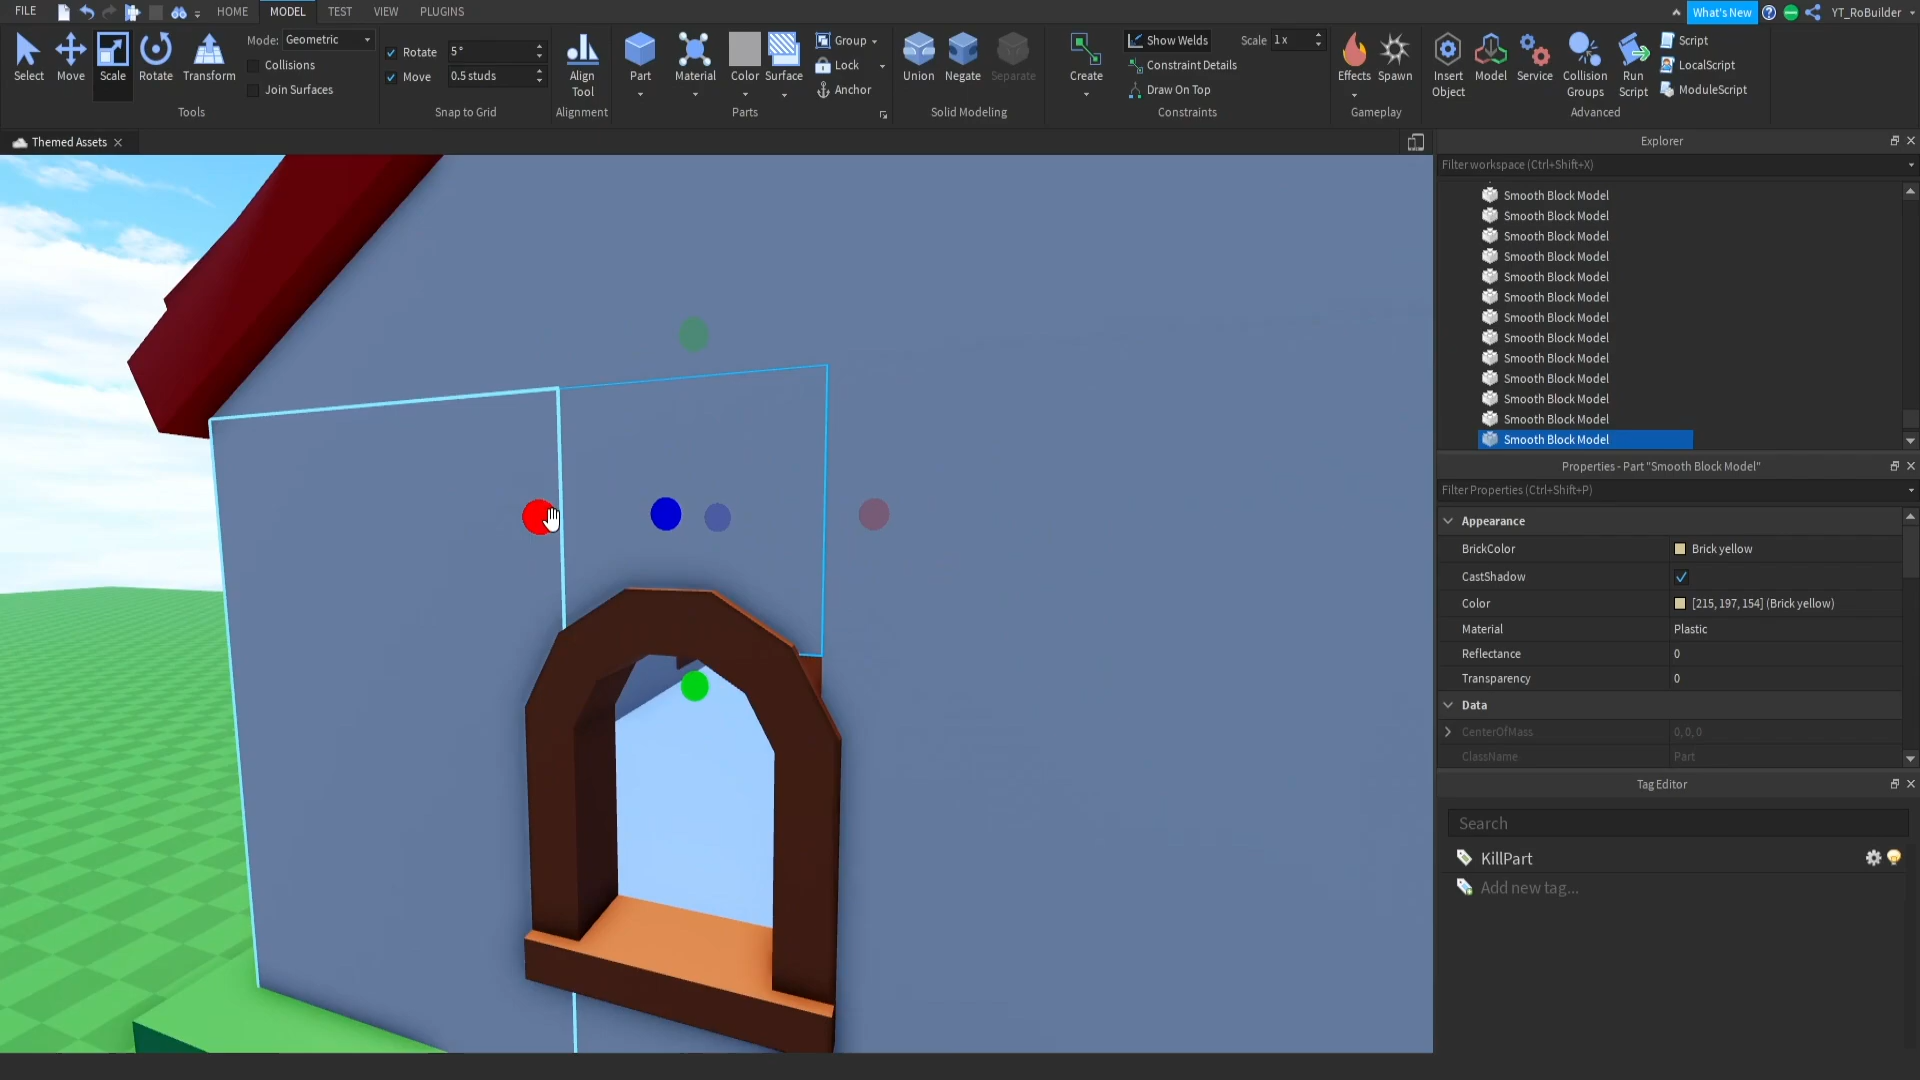 FILE HOME MODEL TEST VIEW PLUGINS What's New YT_RoBuilder
Select Move Scale Rotate Transform
Mode: Geometric
Collisions
Join Surfaces
Tools
Rotate 5°
Move 0.5 studs
Snap to Grid
Align Tool
Alignment
Part Material Color Surface
Group
Lock
Anchor
Parts
Union Negate Separate
Solid Modeling
Create
Show Welds Scale 1 x
Constraint Details
Draw On Top
Constraints
Effects Spawn
Gameplay
Insert Object Model Service Collision Groups Run Script
Script
LocalScript
ModuleScript
Advanced
Themed Assets
Explorer
Filter workspace (Ctrl+Shift+X)
Smooth Block Model
Smooth Block Model
Smooth Block Model
Smooth Block Model
Smooth Block Model
Smooth Block Model
Smooth Block Model
Smooth Block Model
Smooth Block Model
Smooth Block Model
Smooth Block Model
Smooth Block Model
Smooth Block Model
Properties - Part "Smooth Block Model"
Filter Properties (Ctrl+Shift+P)
Appearance
BrickColor Brick yellow
CastShadow
Color [215, 197, 154] (Brick yellow)
Material Plastic
Reflectance 0
Transparency 0
Data
CenterOfMass 0, 0, 0
ClassName Part
Tag Editor
Search
KillPart
Add new tag...